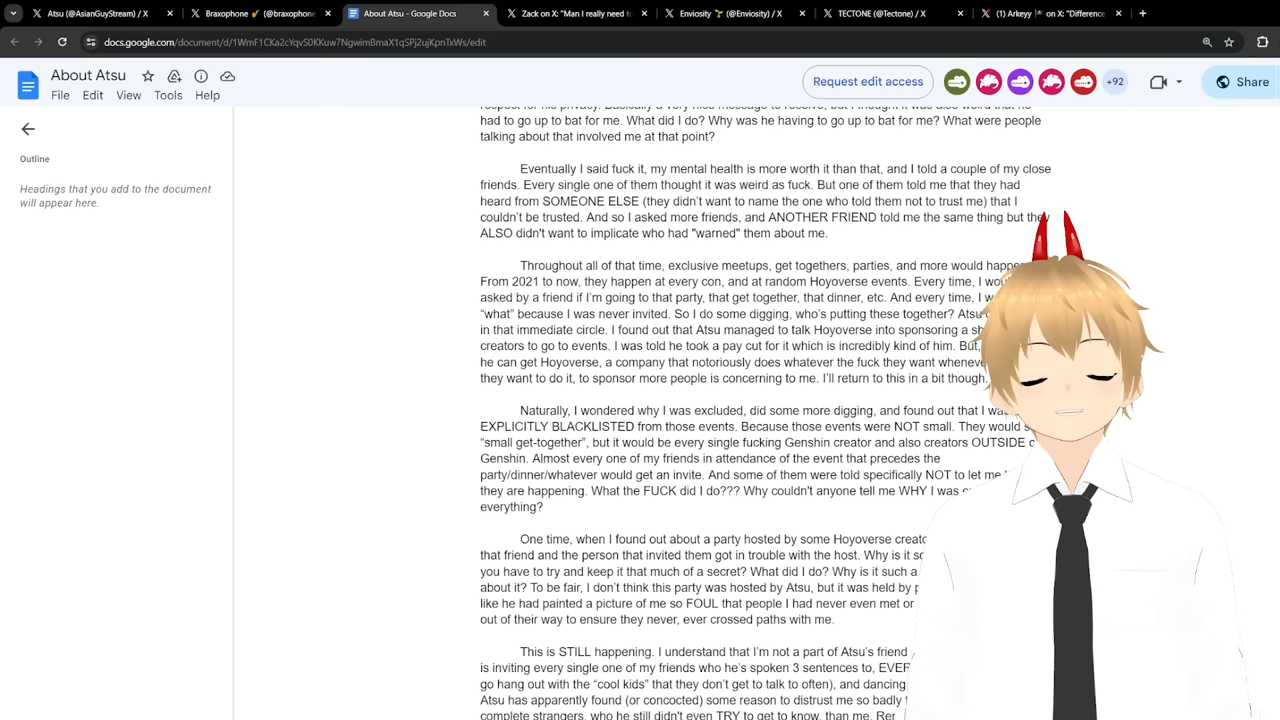 Atsu (@AsianGuyStream) / X
Braxophone (@braxophone
About Atsu - Google Docs
Zack on X: "Man I really need to
Enviosity (@Enviosity) / X
TECTONE (@Tectone) / X
(1) Arkeyy on X: "Difference
docs.google.com/document/d/1WmF1CKa2cYqvS0KKuw7NgwimBmaX1qSPj2ujKpnTxWs/edit
About Atsu
File Edit View Tools Help
Request edit access
+92
Share
Outline
Headings that you add to the document
will appear here.
respect for his privacy. Basically a very nice message to receive, but I thought it was also weird that he
had to go up to bat for me. What did I do? Why was he having to go up to bat for me? What were people
talking about that involved me at that point?
Eventually I said fuck it, my mental health is more worth it than that, and I told a couple of my close
friends. Every single one of them thought it was weird as fuck. But one of them told me that they had
heard from SOMEONE ELSE (they didn't want to name the one who told them not to trust me) that I
couldn't be trusted. And so I asked more friends, and ANOTHER FRIEND told me the same thing but they
ALSO didn't want to implicate who had "warned" them about me.
Throughout all of that time, exclusive meetups, get togethers, parties, and more would happen
From 2021 to now, they happen at every con, and at random Hoyoverse events. Every time, I wou
asked by a friend if I'm going to that party, that get together, that dinner, etc. And every time, I w
"what" because I was never invited. So I do some digging, who's putting these together? Atsu
in that immediate circle. I found out that Atsu managed to talk Hoyoverse into sponsoring a sh
creators to go to events. I was told he took a pay cut for it which is incredibly kind of him. But,
he can get Hoyoverse, a company that notoriously does whatever the fuck they want wheneve
they want to do it, to sponsor more people is concerning to me. I'll return to this in a bit though.
Naturally, I wondered why I was excluded, did some more digging, and found out that I wa
EXPLICITLY BLACKLISTED from those events. Because those events were NOT small. They would s
"small get-together", but it would be every single fucking Genshin creator and also creators OUTSIDE o
Genshin. Almost every one of my friends in attendance of the event that precedes the
party/dinner/whatever would get an invite. And some of them were told specifically NOT to let me
they are happening. What the FUCK did I do??? Why couldn't anyone tell me WHY I was
everything?
One time, when I found out about a party hosted by some Hoyoverse creato
that friend and the person that invited them got in trouble with the host. Why is it so
you have to try and keep it that much of a secret? What did I do? Why is it such a
about it? To be fair, I don't think this party was hosted by Atsu, but it was held by p
like he had painted a picture of me so FOUL that people I had never even met or
out of their way to ensure they never, ever crossed paths with me.
This is STILL happening. I understand that I'm not a part of Atsu's friend
is inviting every single one of my friends who he's spoken 3 sentences to, EVER
go hang out with the "cool kids" that they don't get to talk to often), and dancing
Atsu has apparently found (or concocted) some reason to distrust me so badly
complete strangers, who he still didn't even TRY to get to know, than me.